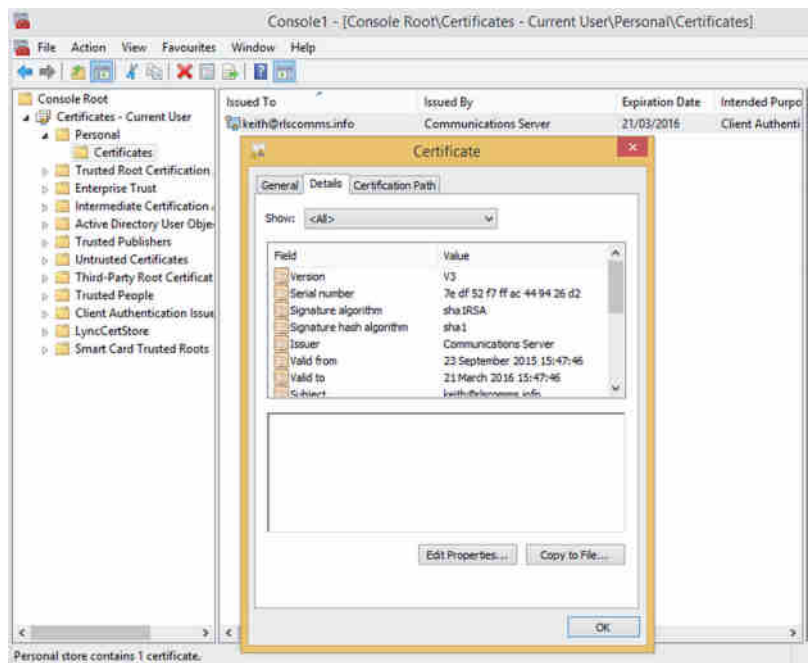 Console1 - [Console Root\Certificates - Current User\Personal\Certificates]
File Action View Favourites Window Help
Console Root
Certificates - Current User
Personal
Certificates
Trusted Root Certification
Enterprise Trust
Intermediate Certification
Active Directory User Obje
Trusted Publishers
Untrusted Certificates
Third-Party Root Certificat
Trusted People
Client Authentication Issue
LyncCertStore
Smart Card Trusted Roots
Issued To Issued By Expiration Date Intended Purpo
keith@rlscomms.info Communications Server 21/03/2016 Client Authenti
Certificate
General Details Certification Path
Show: <All>
Field Value
Version V3
Serial number 7e df 52 f7 ff ac 44 94 26 d2
Signature algorithm sha1RSA
Signature hash algorithm sha1
Issuer Communications Server
Valid from 23 September 2015 15:47:46
Valid to 21 March 2016 15:47:46
Subject keith@rlscomms.info
Edit Properties... Copy to File...
OK
Personal store contains 1 certificate.